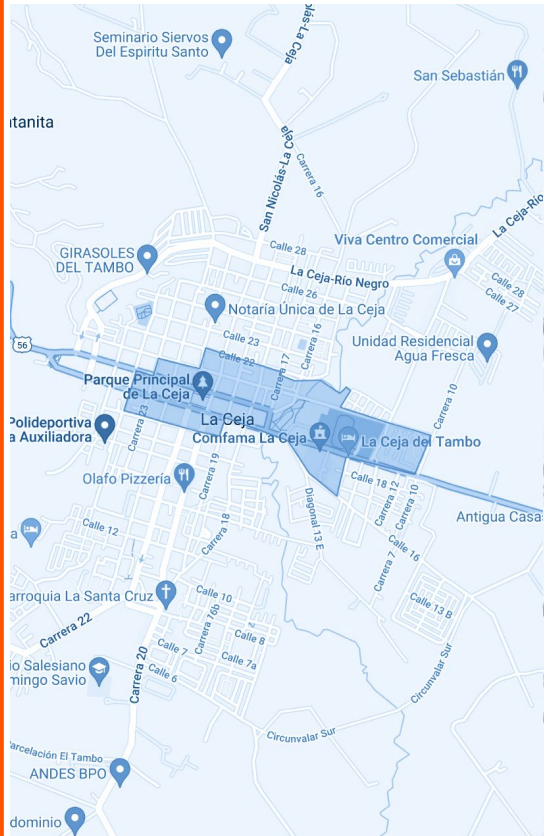 Seminario Siervos
Del Espiritu Santo
San Sebastián
Carrera 16
San Nicolás-La Ceja
Calle 28
Viva Centro Comercial
La Ceja-Río
GIRASOLES
DEL TAMBO
La Ceja-Río Negro
Calle 26
Calle 28
Calle 27
Notaría Única de La Ceja
Calle 23
Carrera 16
Unidad Residencial
Agua Fresca
56
Calle 22
Carrera 17
Parque Principal
de La Ceja
Carrera 10
Carrera 23
Polideportiva
a Auxiliadora
La Ceja
Comfama La Ceja
La Ceja del Tambo
Olafo Pizzería
Carrera 19
Calle 18
Carrera 12
Carrera 10
Diagonal 13 E
Antigua Casa
Calle 12
Carrera 18
Calle 16
a
Carrera 7
arroquia La Santa Cruz
Calle 10
Calle 13 B
Carrera 16b
Carrera 22
Calle 8
Calle 7
Calle 7a
io Salesiano
mingo Savio
Calle 6
Carrera 20
Circunvalar Sur
Circunvalar Sur
Parcelación El Tambo
ANDES BPO
dominio